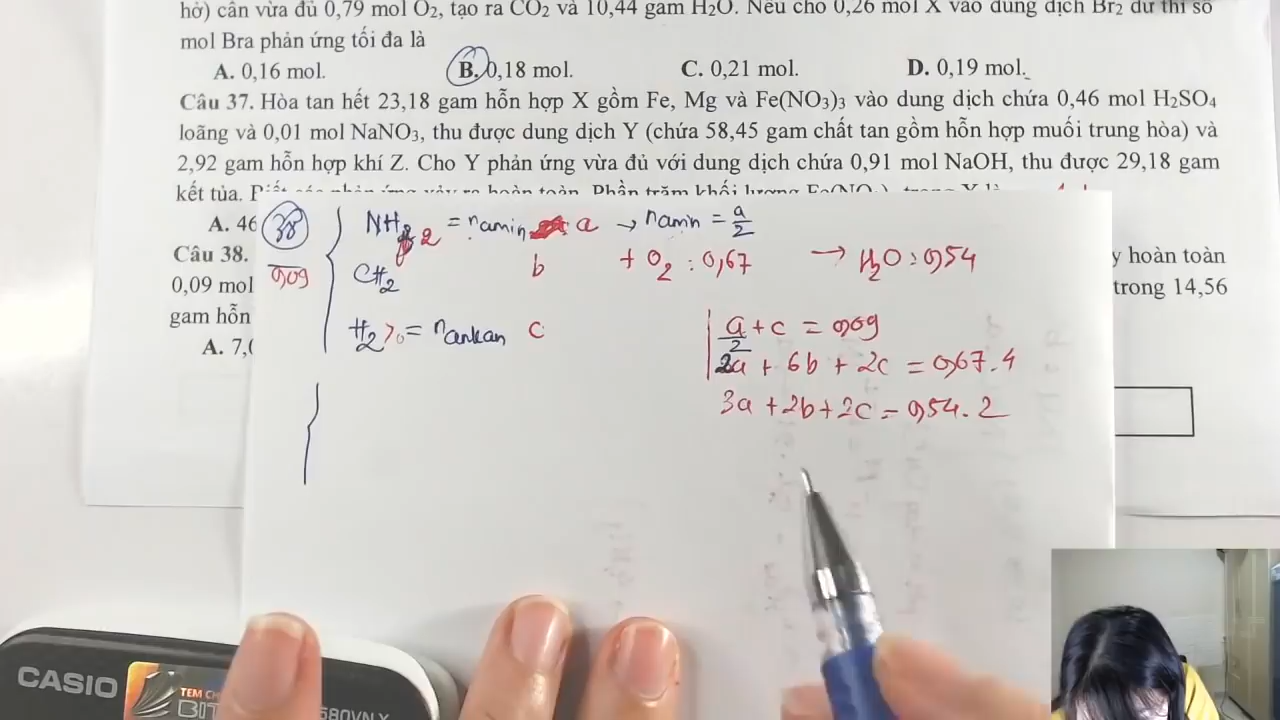 hở) cần vừa đủ 0,79 mol O₂, tạo ra CO₂ và 10,44 gam H₂O. Nếu cho 0,26 mol X vào dung dịch Br₂ dư thì số
mol Bra phản ứng tối đa là
A. 0,16 mol. B. 0,18 mol. C. 0,21 mol. D. 0,19 mol.
Câu 37. Hòa tan hết 23,18 gam hỗn hợp X gồm Fe, Mg và Fe(NO₃)₃ vào dung dịch chứa 0,46 mol H₂SO₄
loãng và 0,01 mol NaNO₃, thu được dung dịch Y (chứa 58,45 gam chất tan gồm hỗn hợp muối trung hòa) và
2,92 gam hỗn hợp khí Z. Cho Y phản ứng vừa đủ với dung dịch chứa 0,91 mol NaOH, thu được 29,18 gam
kết tủa.
A. 46
38 NH 2 = namin a → namin = a/2
Câu 38. y hoàn toàn
0,09 CH₂ b + O₂ : 0,67 → H₂O : 0,54
0,09 mol trong 14,56
gam hỗn
H₂ >0 = nankan c a/2 + c = 0,09
A. 7,0
2a + 6b + 2c = 0,67.4
3a + 2b + 2c = 0,54.2
CASIO
TEM CH
BIT
580VN X